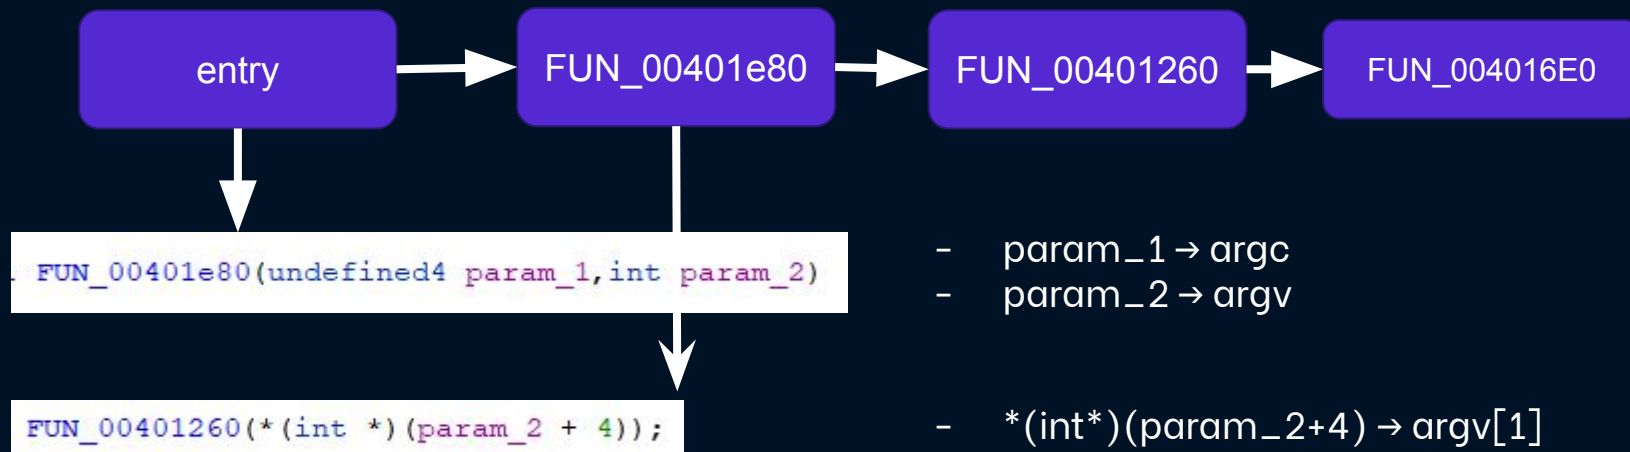 entry
FUN_00401e80
FUN_00401260
FUN_004016E0
FUN_00401e80(undefined4 param_1,int param_2)
- param_1 → argc
- param_2 → argv
FUN_00401260(*(int *)(param_2 + 4));
- *(int*)(param_2+4) → argv[1]